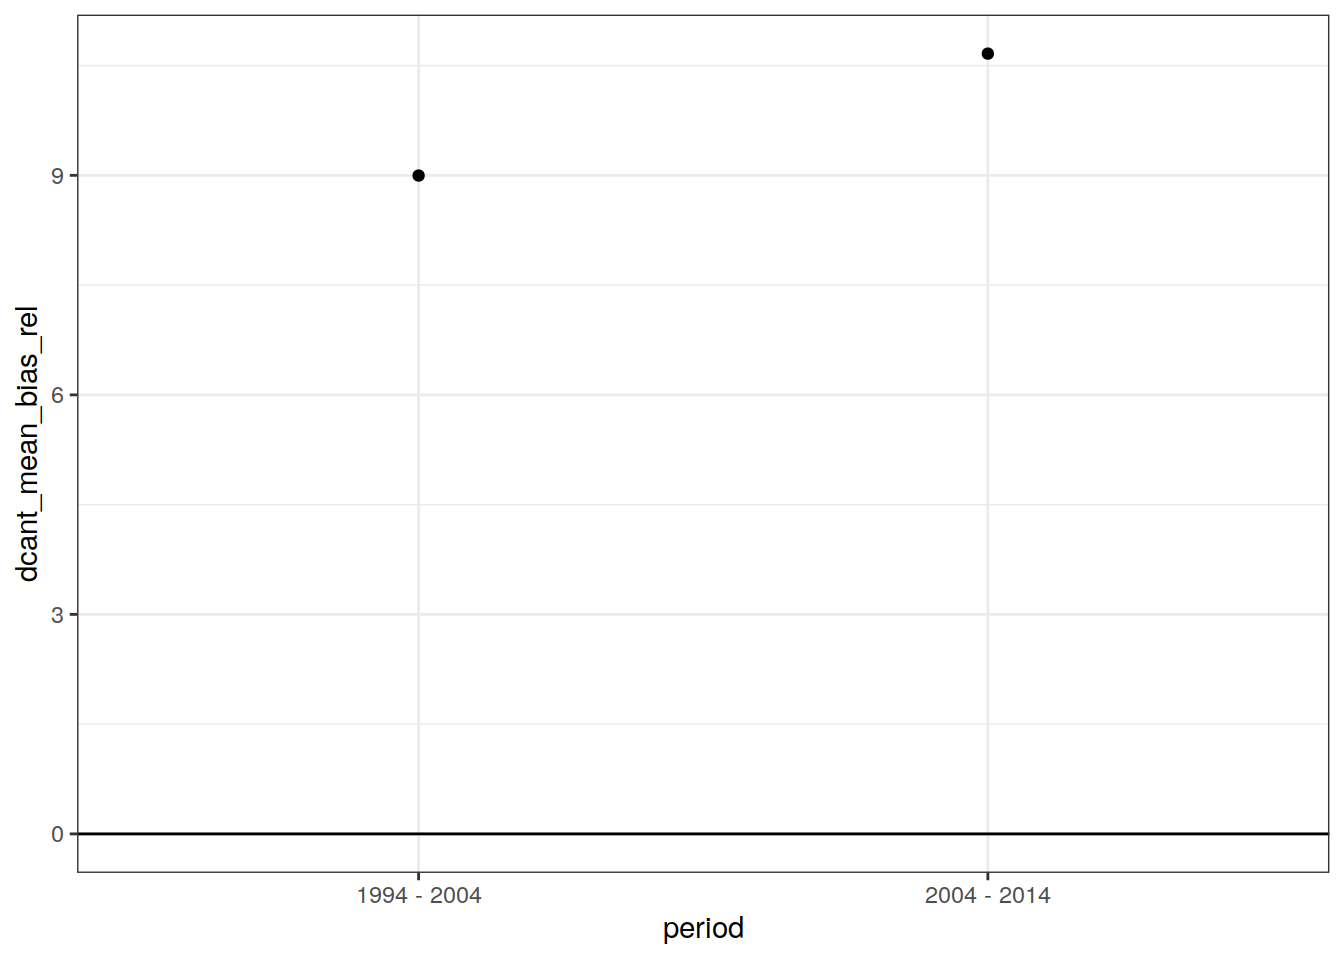 dcant_mean_bias_rel
9
6
3
0
1994 - 2004
2004 - 2014
period